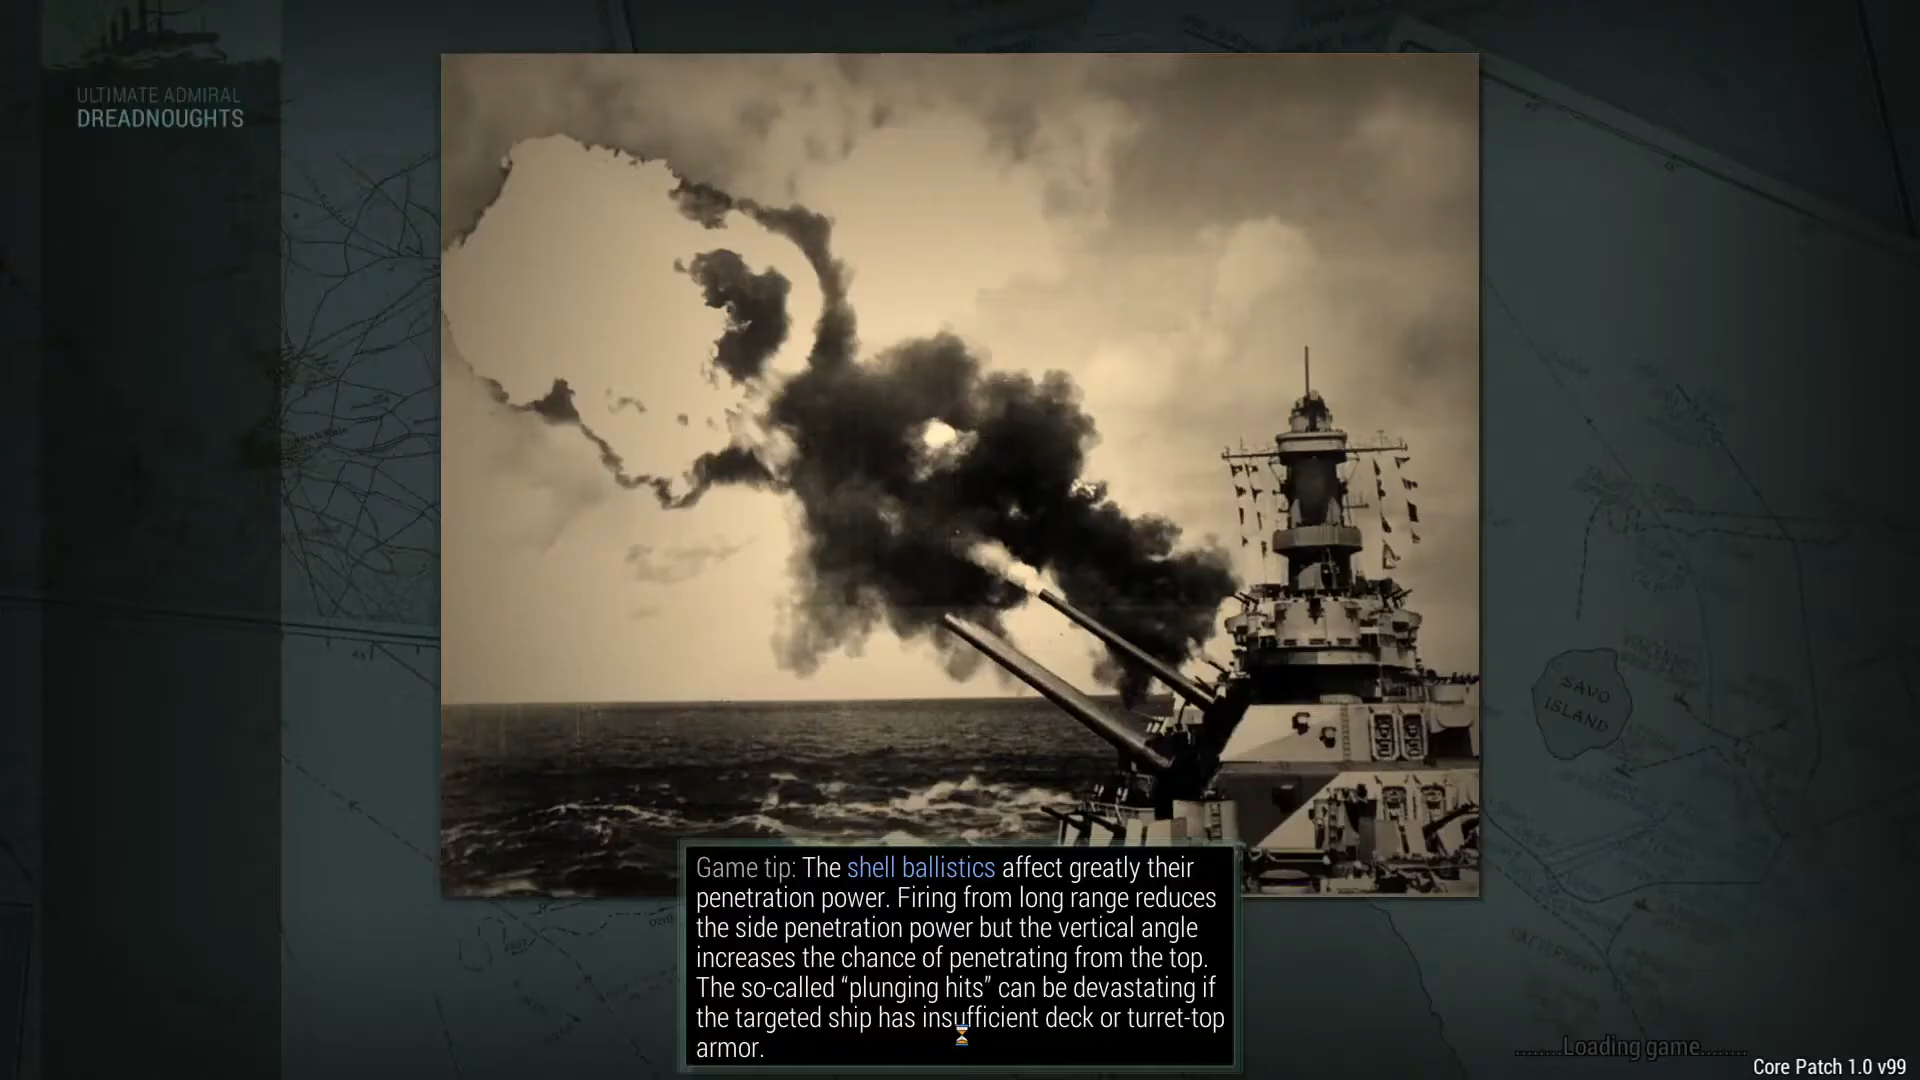 ULTIMATE ADMIRAL
DREADNOUGHTS
SAVO
ISLAND
Game tip: The shell ballistics affect greatly their
penetration power. Firing from long range reduces
the side penetration power but the vertical angle
increases the chance of penetrating from the top.
The so-called “plunging hits” can be devastating if
the targeted ship has insufficient deck or turret-top
armor.
........Loading game........
Core Patch 1.0 v99